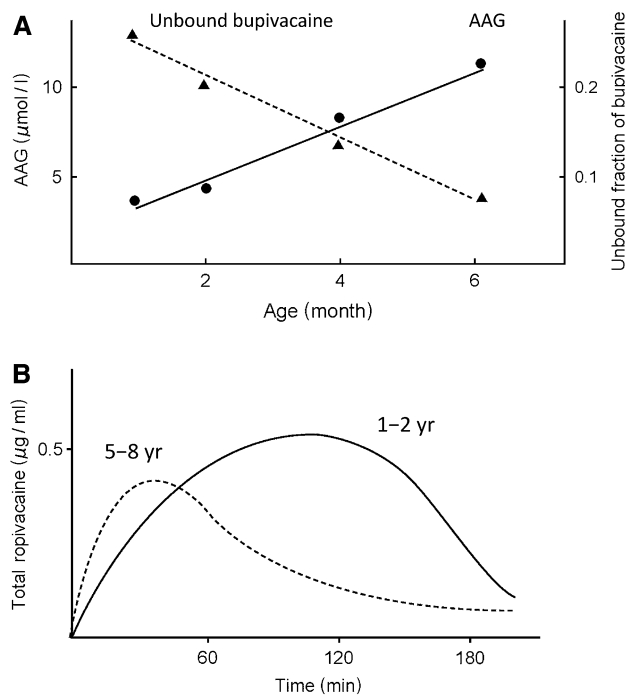 A
Unbound bupivacaine
AAG
AAG (µmol / l)
10
5
0.2
0.1
Unbound fraction of bupivacaine
2
4
6
Age (month)
B
Total ropivacaine (µg / ml)
0.5
5–8 yr
1–2 yr
60
120
180
Time (min)